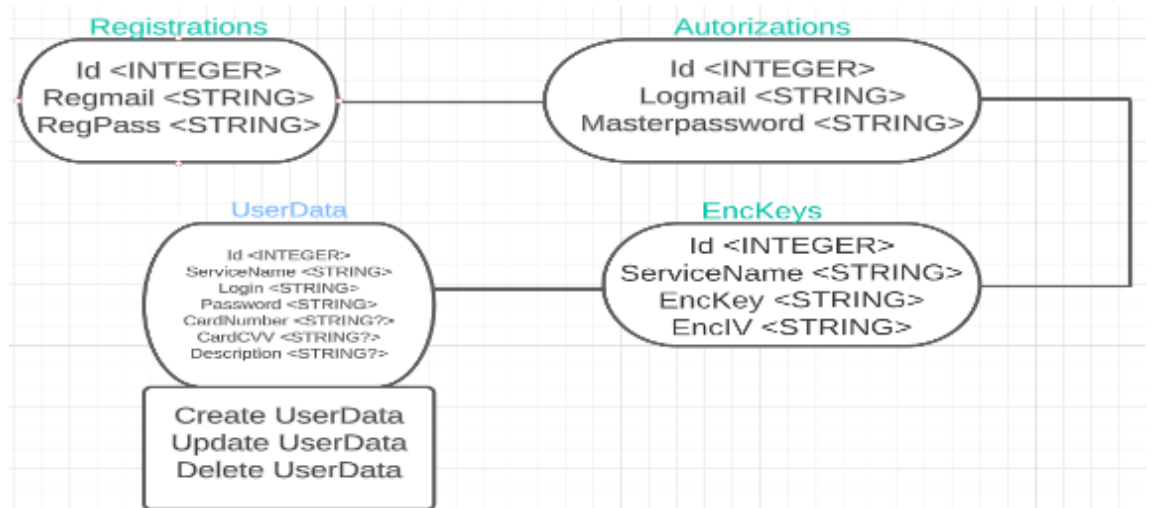 Registrations
Id <INTEGER>
Regmail <STRING>
RegPass <STRING>
Autorizations
Id <INTEGER>
Logmail <STRING>
Masterpassword <STRING>
UserData
Id <INTEGER>
ServiceName <STRING>
Login <STRING>
Password <STRING>
CardNumber <STRING?>
CardCVV <STRING?>
Description <STRING?>
Create UserData
Update UserData
Delete UserData
EncKeys
Id <INTEGER>
ServiceName <STRING>
EncKey <STRING>
EncIV <STRING>